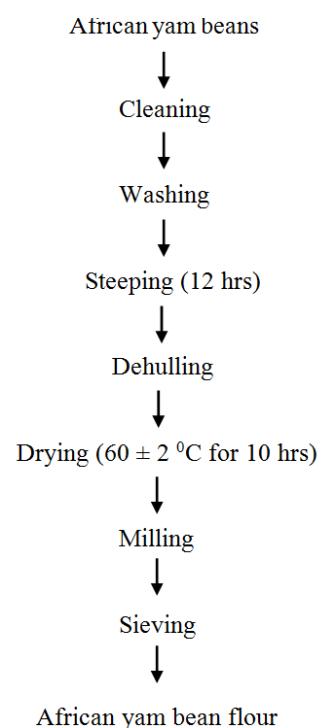 African yam beans
Cleaning
Washing
Steeping (12 hrs)
Dehulling
Drying (60 ± 2 ⁰C for 10 hrs)
Milling
Sieving
African yam bean flour